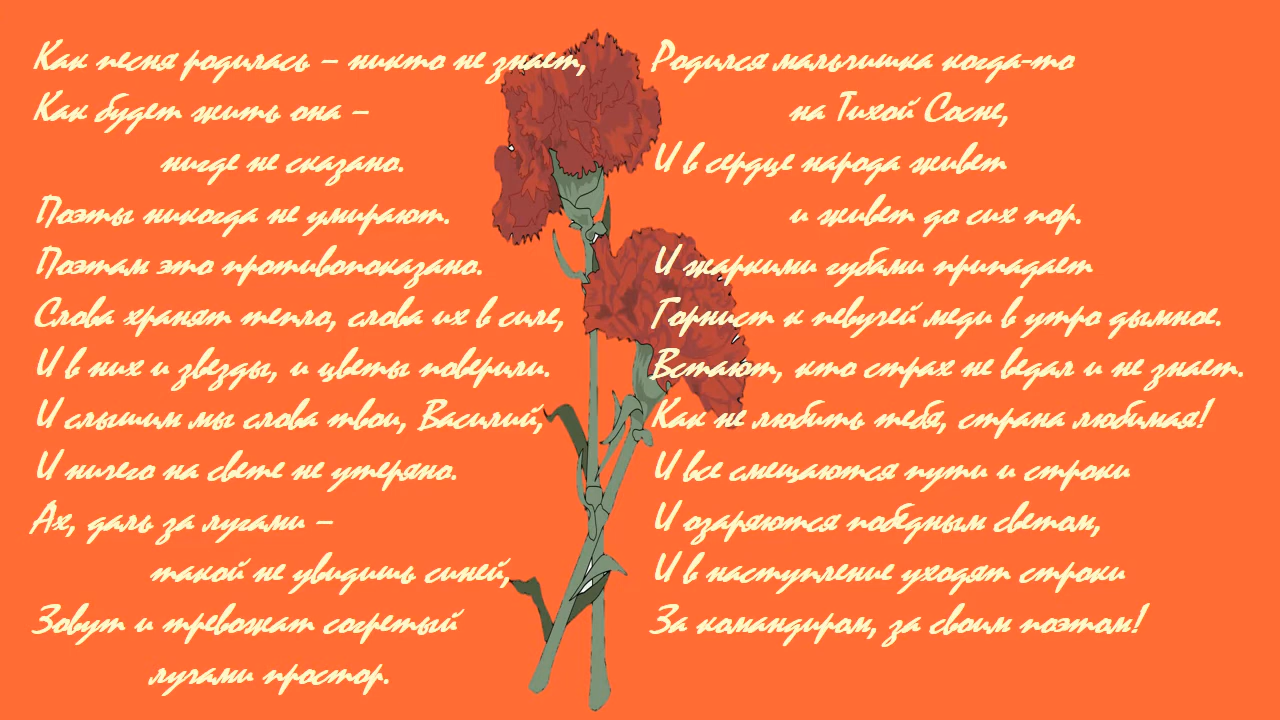 Как песня родилась – никто не знает,
Как будет жить она –
нигде не сказано.
Поэты никогда не умирают.
Поэтам это противопоказано.
Слова хранят тепло, слова их в силе,
И в них и звезды, и цветы поверили.
И слышим мы слова твои, Василий,
И ничего на свете не утеряно.
Ах, даль за лугами –
такой не увидишь синей,
Зовут и тревожат согретый
лучами простор.
Родился мальчишка когда-то
на Тихой Сосне,
И в сердце народа живет
и живет до сих пор.
И жаркими губами припадает
Горнист к певучей меди в утро дымное.
Встают, кто страх не ведал и не знает.
Как не любить тебя, страна любимая!
И все смещаются пути и строки
И озаряются победным светом,
И в наступление уходят строки
За командиром, за своим поэтом!